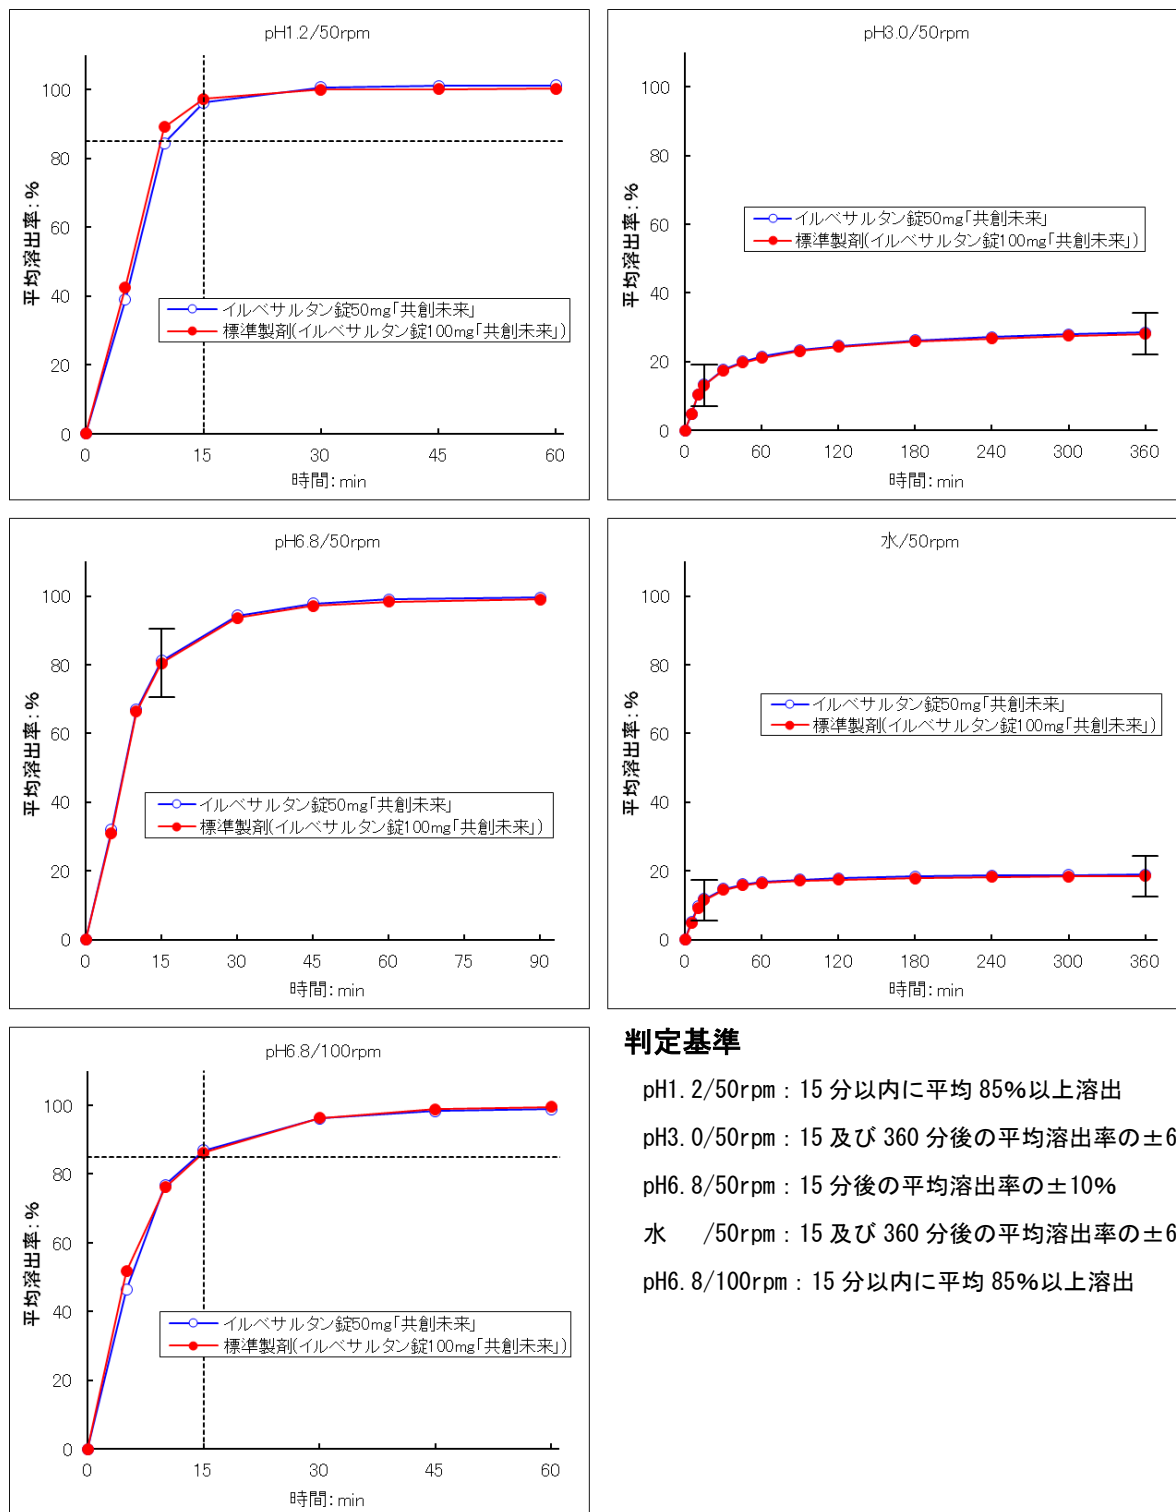 pH1.2/50rpm
平均溶出率：%
100
80
60
40
20
0
イルベサルタン錠50mg「共創未来」
標準製剤(イルベサルタン錠100mg「共創未来」)
0 15 30 45 60
時間：min
pH3.0/50rpm
平均溶出率：%
100
80
60
40
20
0
イルベサルタン錠50mg「共創未来」
標準製剤(イルベサルタン錠100mg「共創未来」)
0 60 120 180 240 300 360
時間：min
pH6.8/50rpm
平均溶出率：%
100
80
60
40
20
0
イルベサルタン錠50mg「共創未来」
標準製剤(イルベサルタン錠100mg「共創未来」)
0 15 30 45 60 75 90
時間：min
水/50rpm
平均溶出率：%
100
80
60
40
20
0
イルベサルタン錠50mg「共創未来」
標準製剤(イルベサルタン錠100mg「共創未来」)
0 60 120 180 240 300 360
時間：min
pH6.8/100rpm
平均溶出率：%
100
80
60
40
20
0
イルベサルタン錠50mg「共創未来」
標準製剤(イルベサルタン錠100mg「共創未来」)
0 15 30 45 60
時間：min
判定基準
pH1.2/50rpm：15分以内に平均85%以上溶出
pH3.0/50rpm：15及び360分後の平均溶出率の±6
pH6.8/50rpm：15分後の平均溶出率の±10%
水　/50rpm：15及び360分後の平均溶出率の±6
pH6.8/100rpm：15分以内に平均85%以上溶出